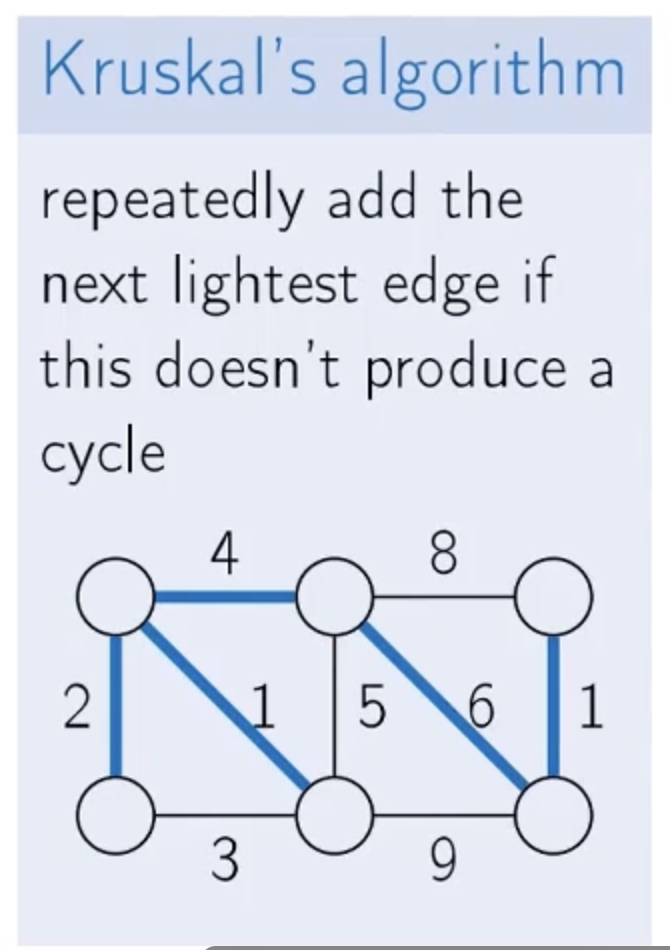 Kruskal's algorithm
repeatedly add the
next lightest edge if
this doesn't produce a
cycle
4 8
2 1 5 6 1
3 9